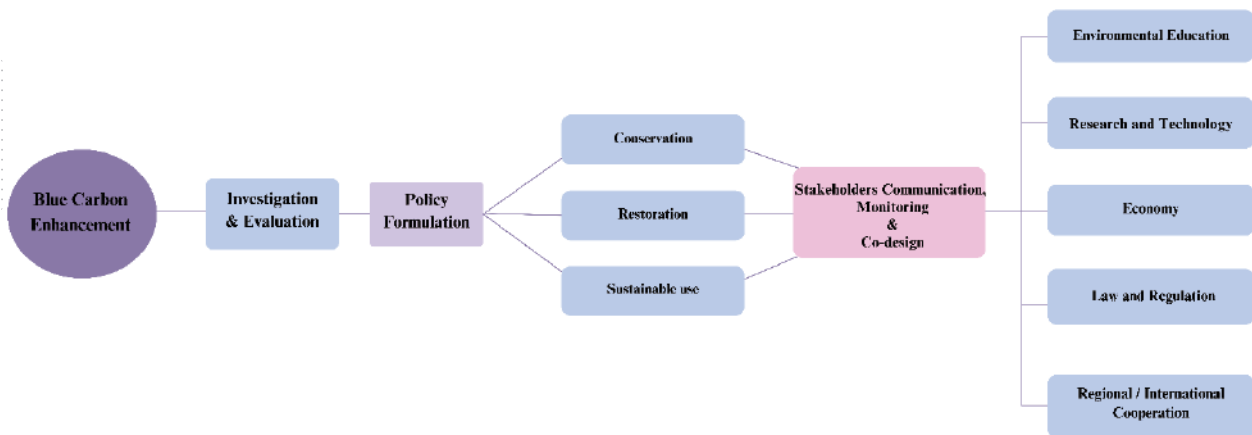 Blue Carbon
Enhancement
Investigation
& Evaluation
Policy
Formulation
Conservation
Restoration
Sustainable use
Stakeholders Communication,
Monitoring
&
Co-design
Environmental Education
Research and Technology
Economy
Law and Regulation
Regional / International
Cooperation